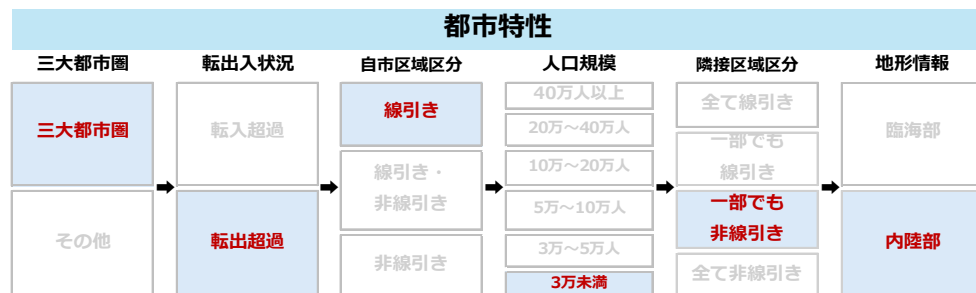 都市特性
三大都市圏
転出入状況
自市区域区分
人口規模
隣接区域区分
地形情報
三大都市圏
その他
転入超過
転出超過
線引き
線引き・
非線引き
非線引き
40万人以上
20万～40万人
10万～20万人
5万～10万人
3万～5万人
3万未満
全て線引き
一部でも
線引き
一部でも
非線引き
全て非線引き
臨海部
内陸部